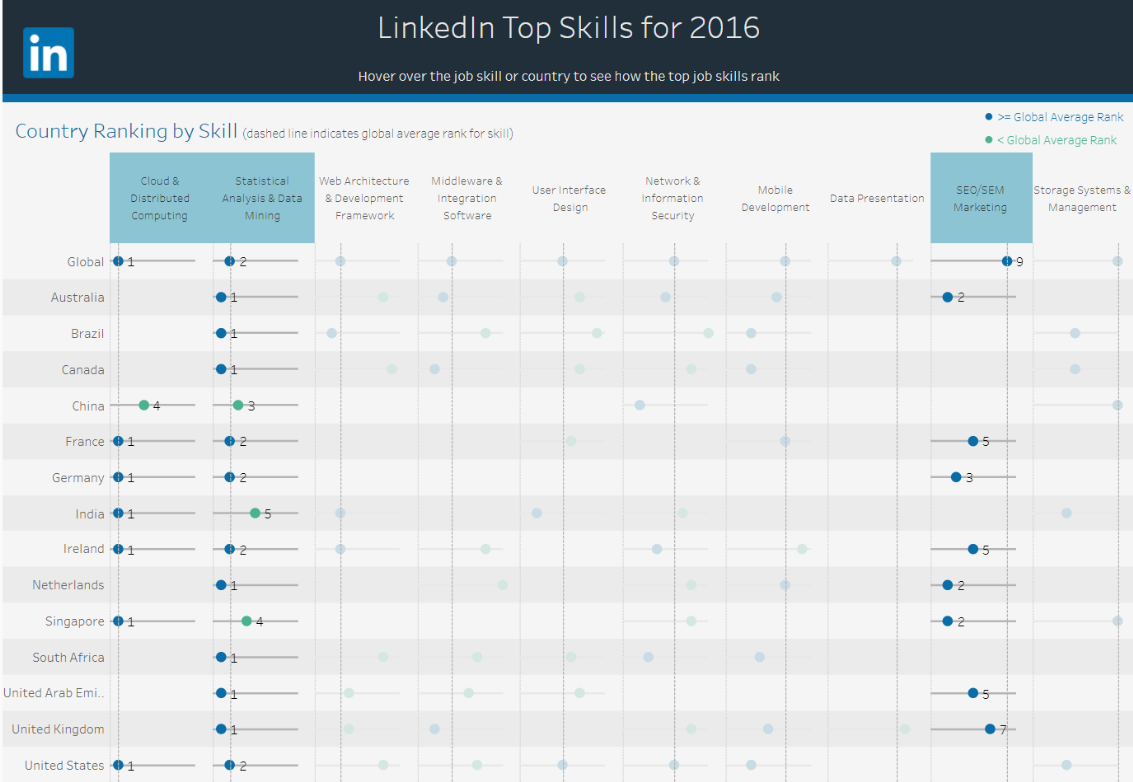 in
LinkedIn Top Skills for 2016
Hover over the job skill or country to see how the top job skills rank
>= Global Average Rank
< Global Average Rank
Country Ranking by Skill (dashed line indicates global average rank for skill)
Cloud &
Distributed
Computing
Statistical
Analysis & Data
Mining
Web Architecture
& Development
Framework
Middleware &
Integration
Software
User Interface
Design
Network &
Information
Security
Mobile
Development
Data Presentation
SEO/SEM
Marketing
Storage Systems &
Management
Global 1 2 9
Australia 1 2
Brazil 1
Canada 1
China 4 3
France 1 2 5
Germany 1 2 3
India 1 5
Ireland 1 2 5
Netherlands 1 2
Singapore 1 4 2
South Africa 1
United Arab Emi.. 1 5
United Kingdom 1 7
United States 1 2